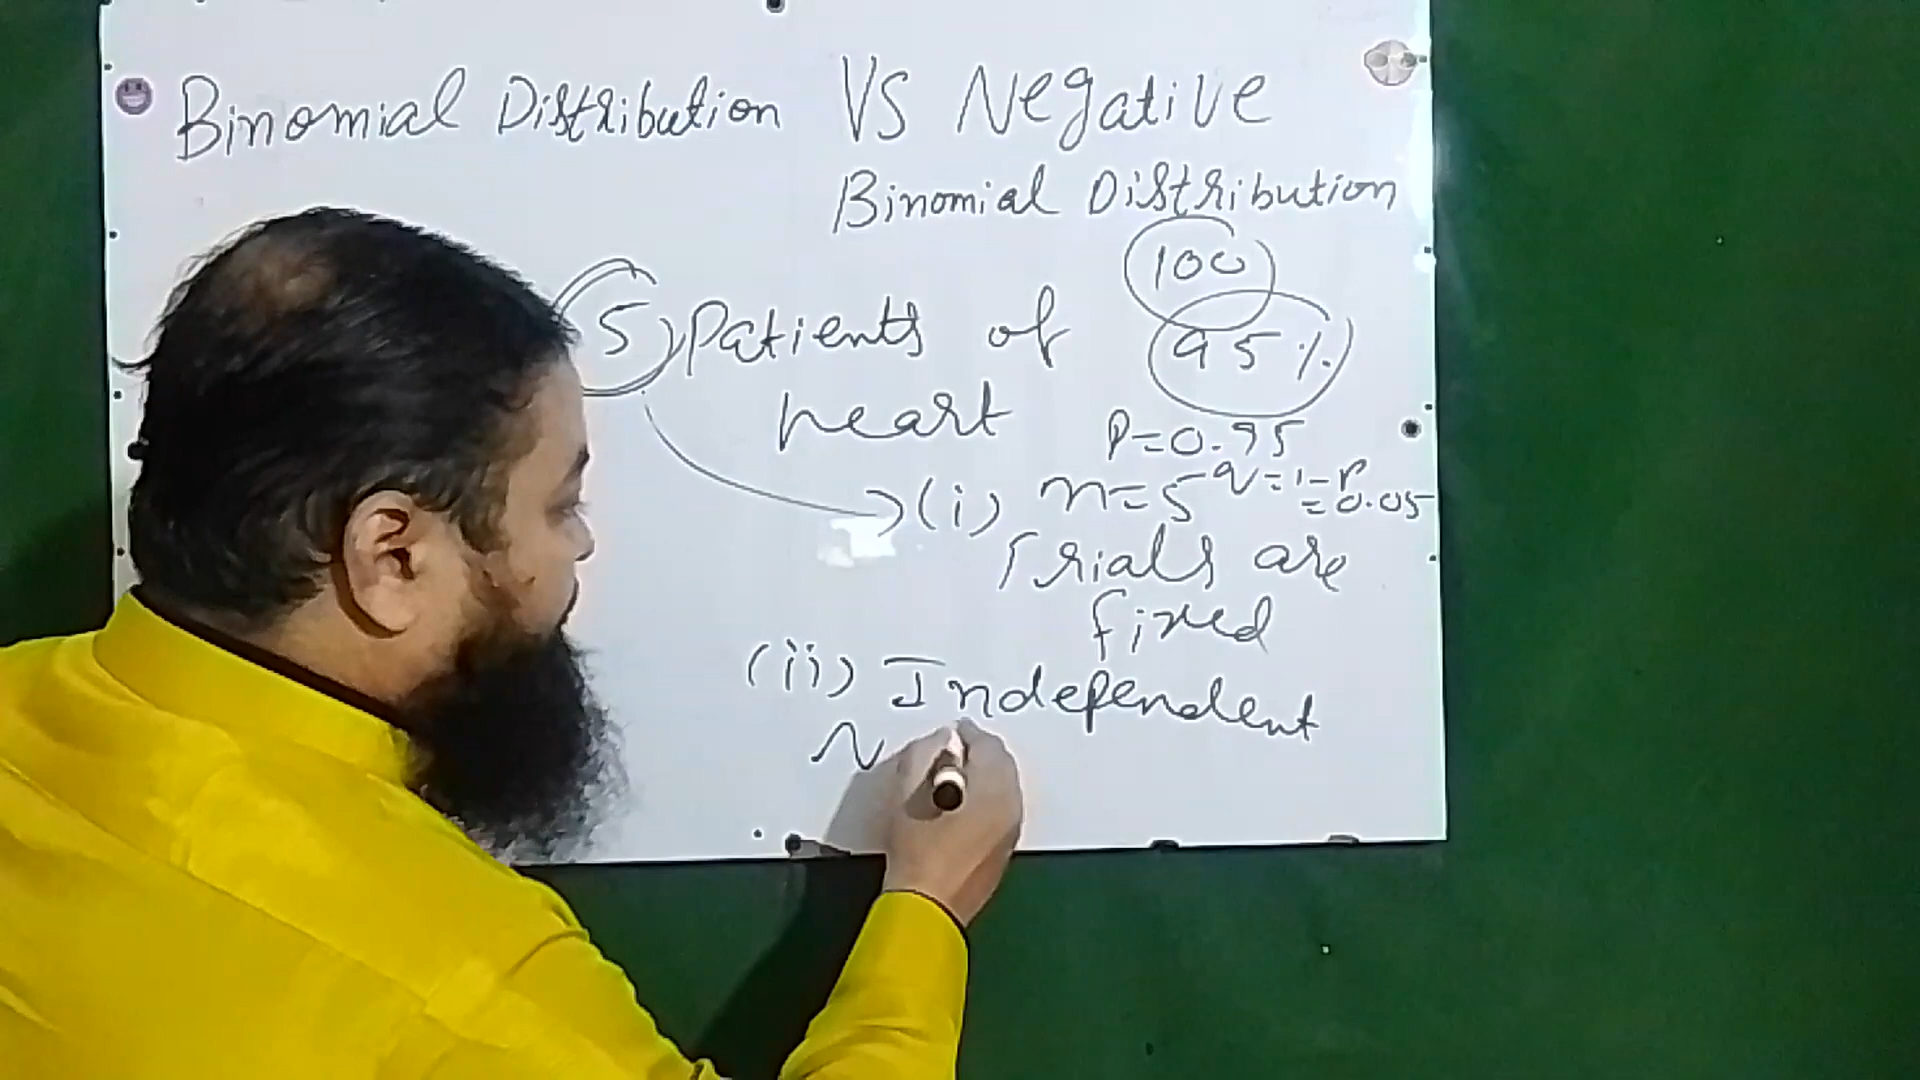 Binomial Distribution VS Negative
Binomial Distribution
100
5 Patients of 95%
heart P=0.95
(i) n=5 q=1-p
=0.05
Trials are
fixed
(ii) Independent